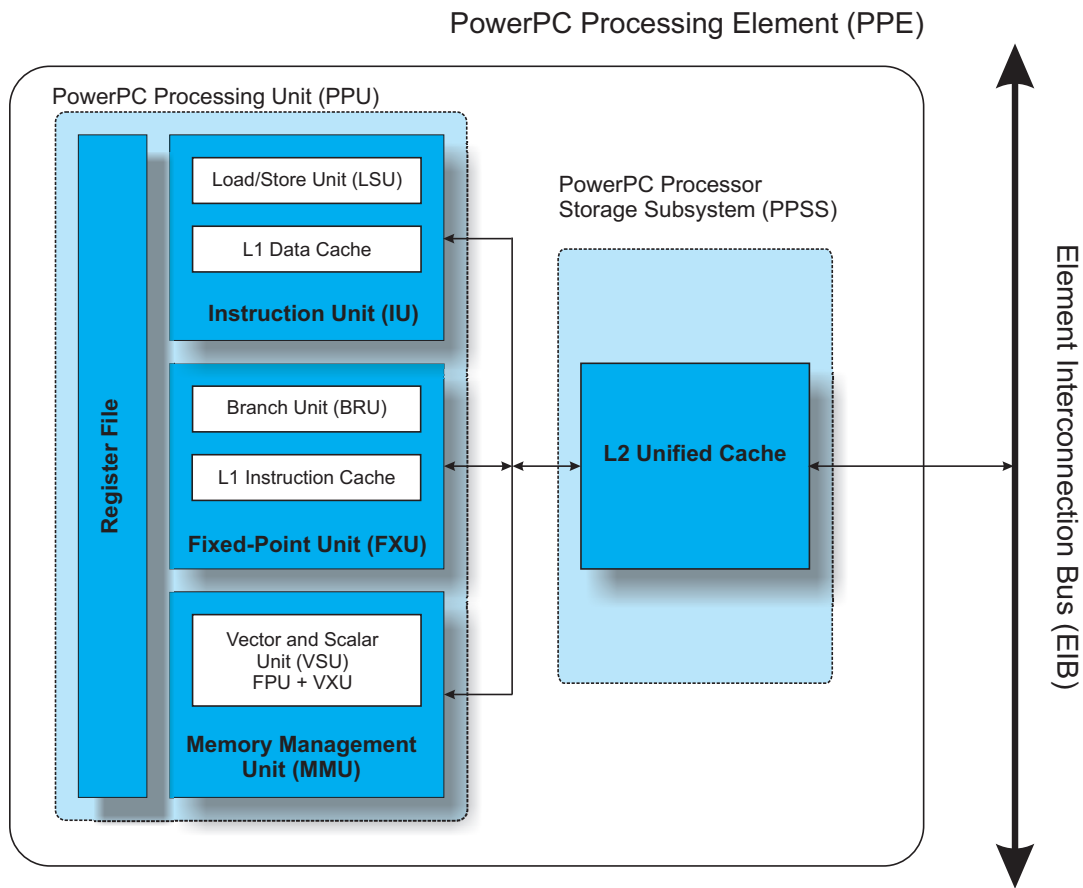 PowerPC Processing Element (PPE)
PowerPC Processing Unit (PPU)
Register File
Load/Store Unit (LSU)
L1 Data Cache
Instruction Unit (IU)
Branch Unit (BRU)
L1 Instruction Cache
Fixed-Point Unit (FXU)
Vector and Scalar
Unit (VSU)
FPU + VXU
Memory Management
Unit (MMU)
PowerPC Processor
Storage Subsystem (PPSS)
L2 Unified Cache
Element Interconnection Bus (EIB)